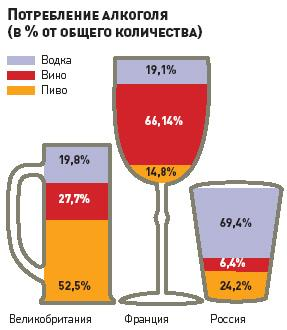 Потребление алкоголя
(в % от общего количества)
Водка
Вино
Пиво
19,8%
27,7%
52,5%
19,1%
66,14%
14,8%
69,4%
6,4%
24,2%
Великобритания
Франция
Россия